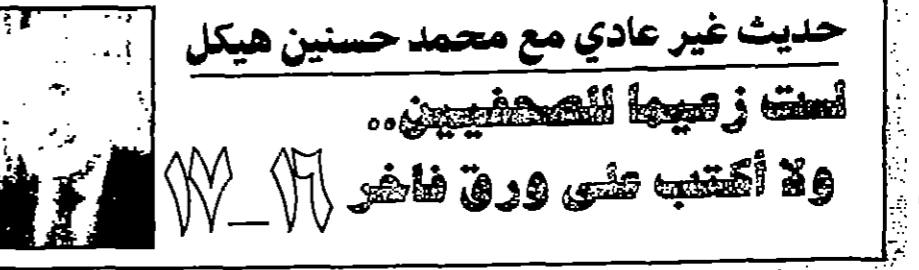 حديث غير عادي مع محمد حسنين هيكل
لست زعيما للصحفيين..
ولا أكتب على ورق فاخر ١٦_١٧